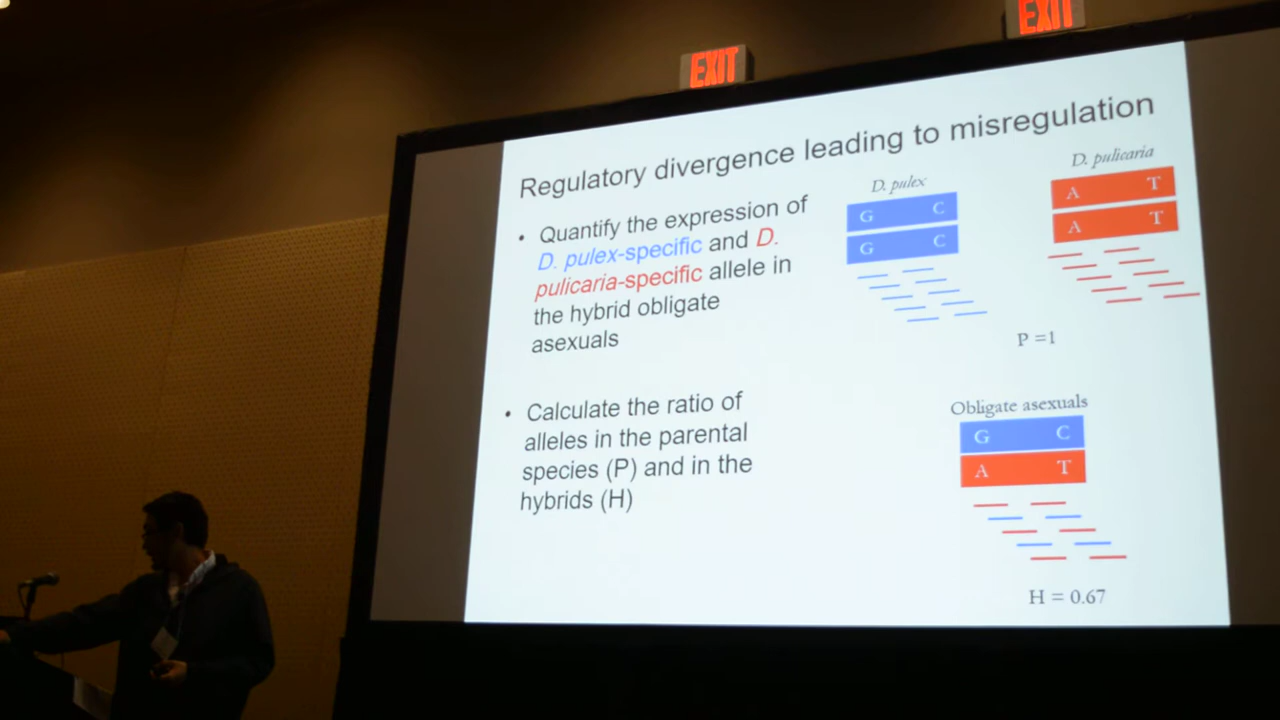 EXIT
EXIT
Regulatory divergence leading to misregulation
• Quantify the expression of
D. pulex-specific and D.
pulicaria-specific allele in
the hybrid obligate
asexuals
• Calculate the ratio of
alleles in the parental
species (P) and in the
hybrids (H)
D. pulex
G C
G C
D. pulicaria
A T
A T
P =1
Obligate asexuals
G C
A T
H = 0.67